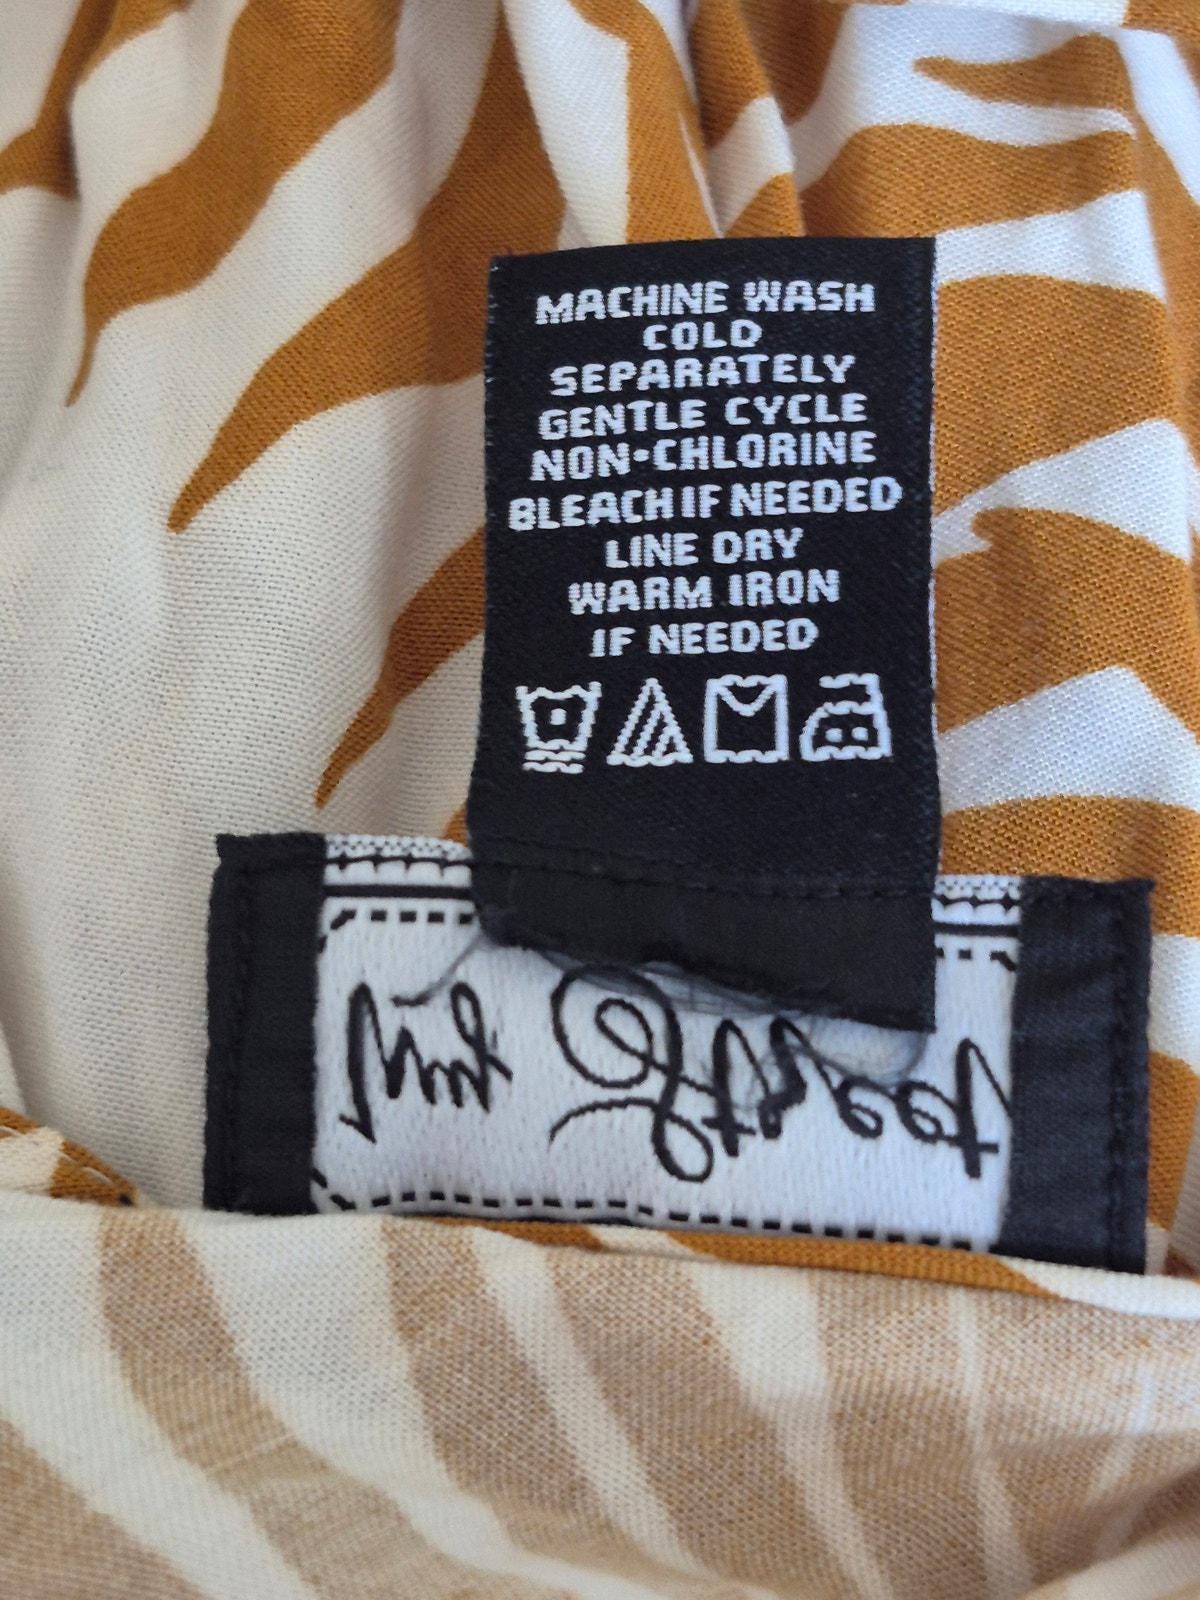 MACHINE WASH
COLD
SEPARATELY
GENTLE CYCLE
NON-CHLORINE
BLEACH IF NEEDED
LINE DRY
WARM IRON
IF NEEDED